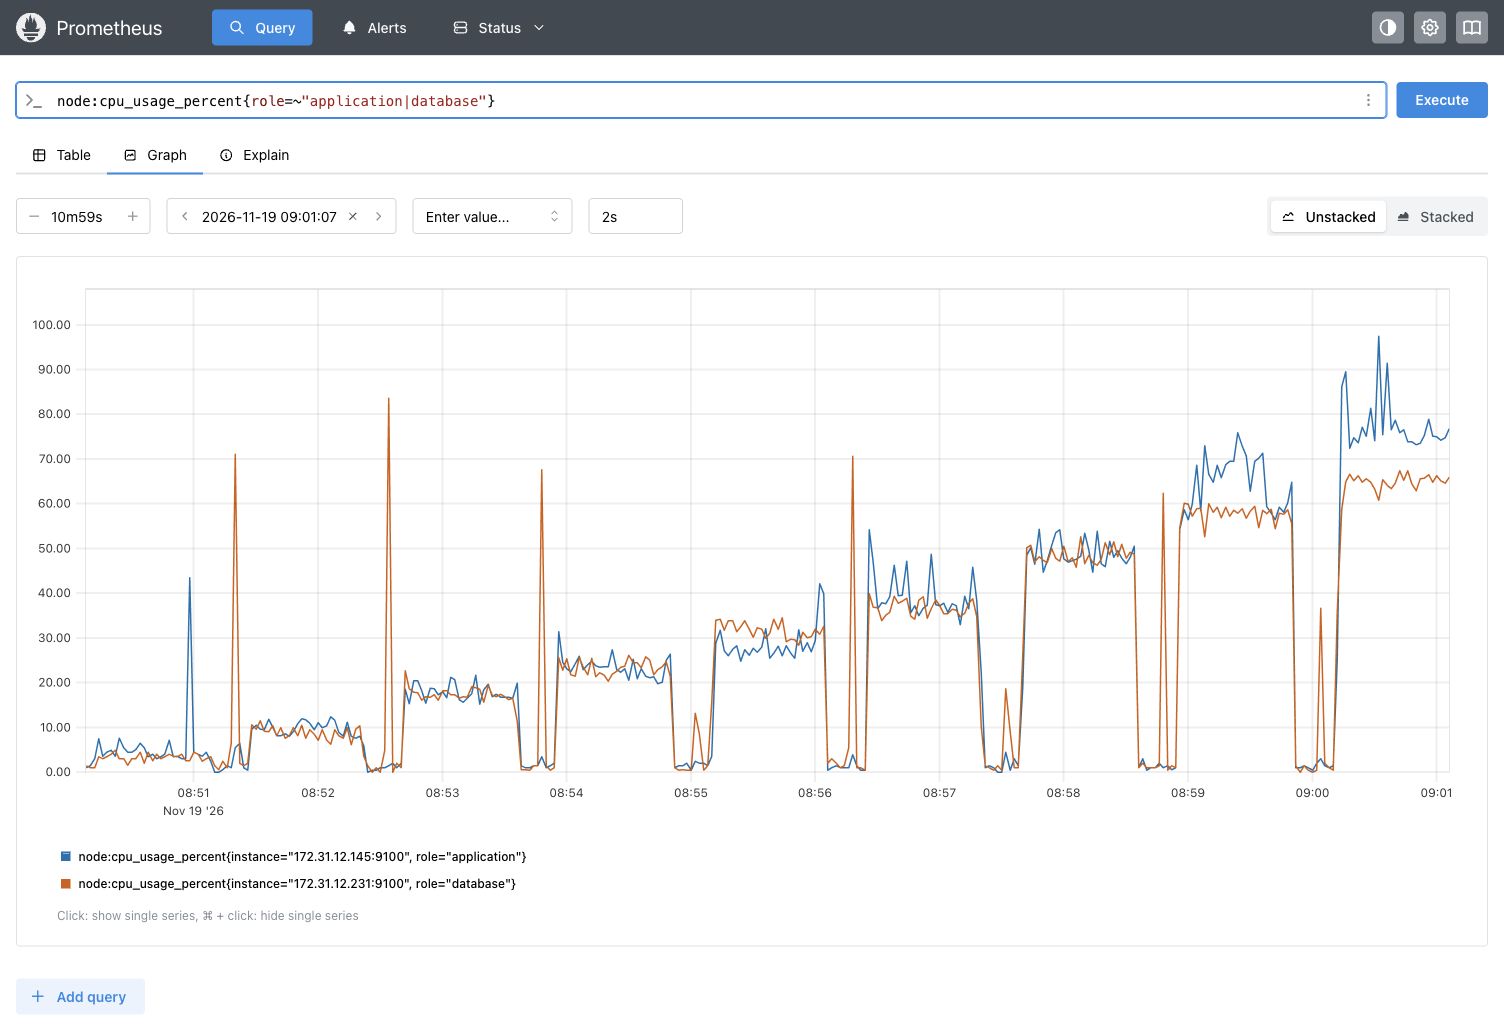 Prometheus Query Alerts Status
>_ node:cpu_usage_percent{role=~"application|database"} Execute
Table Graph Explain
10m59s 2026-11-19 09:01:07 Enter value... 2s Unstacked Stacked
100.00
90.00
80.00
70.00
60.00
50.00
40.00
30.00
20.00
10.00
0.00
08:51 08:52 08:53 08:54 08:55 08:56 08:57 08:58 08:59 09:00 09:01
Nov 19 '26
node:cpu_usage_percent{instance="172.31.12.145:9100", role="application"}
node:cpu_usage_percent{instance="172.31.12.231:9100", role="database"}
Click: show single series, ⌘ + click: hide single series
Add query